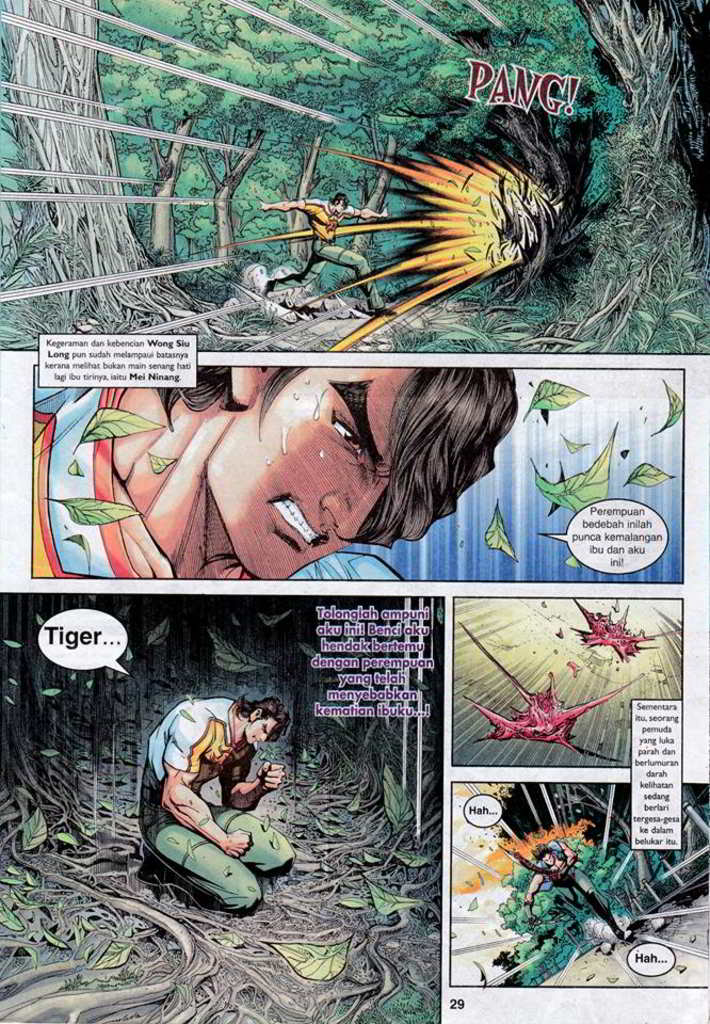 PANG!
Kegeraman dan kebencian Wong Siu
Long pun sudah melampaui batasnya
kerana melihat bukan main senang hati
lagi ibu tirinya, iaitu Mei Ninang.
Perempuan
bedebah inilah
punca kemalangan
ibu dan aku
ini!
Tiger...
Tolonglah ampuni
aku ini! Benci aku
hendak bertemu
dengan perempuan
yang telah
menyebabkan
kematian ibuku...!
Sementara
itu, seorang
pemuda
yang luka
parah dan
berlumuran
darah
kelihatan
sedang
berlari
tergesa-gesa
ke dalam
belukar itu.
Hah...
Hah...
29